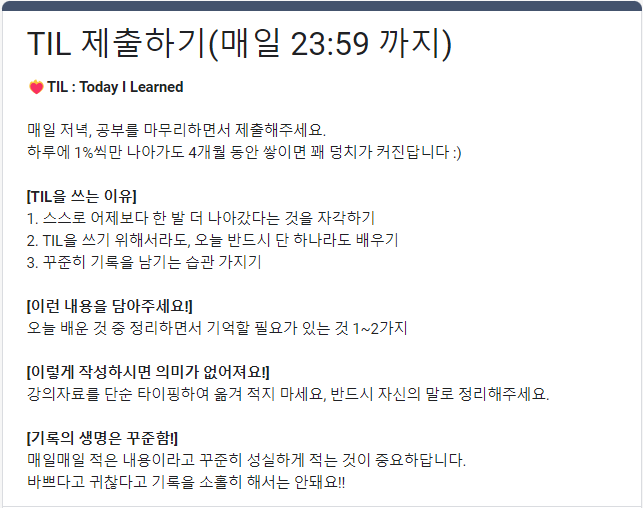 TIL 제출하기(매일 23:59 까지)
TIL : Today I Learned
매일 저녁, 공부를 마무리하면서 제출해주세요.
하루에 1%씩만 나아가도 4개월 동안 쌓이면 꽤 덩치가 커진답니다 :)
[TIL을 쓰는 이유]
1. 스스로 어제보다 한 발 더 나아갔다는 것을 자각하기
2. TIL을 쓰기 위해서라도, 오늘 반드시 단 하나라도 배우기
3. 꾸준히 기록을 남기는 습관 가지기
[이런 내용을 담아주세요!]
오늘 배운 것 중 정리하면서 기억할 필요가 있는 것 1~2가지
[이렇게 작성하시면 의미가 없어져요!]
강의자료를 단순 타이핑하여 옮겨 적지 마세요, 반드시 자신의 말로 정리해주세요.
[기록의 생명은 꾸준함!]
매일매일 적은 내용이라고 꾸준히 성실하게 적는 것이 중요하답니다.
바쁘다고 귀찮다고 기록을 소홀히 해서는 안돼요!!